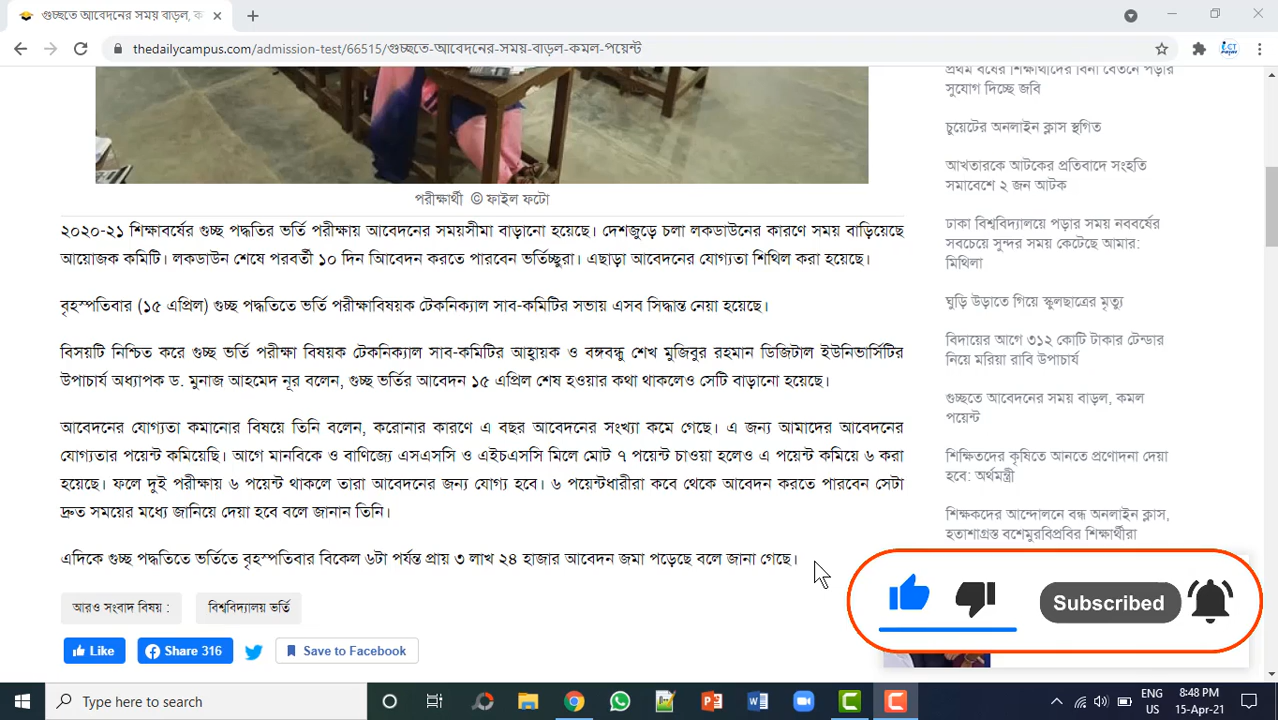 গুচ্ছতে আবেদনের সময় বাড়ল, ক
thedailycampus.com/admission-test/66515/গুচ্ছতে-আবেদনের-সময়-বাড়ল-কমল-পয়েন্ট
পরীক্ষার্থী © ফাইল ফটো
২০২০-২১ শিক্ষাবর্ষের গুচ্ছ পদ্ধতির ভর্তি পরীক্ষায় আবেদনের সময়সীমা বাড়ানো হয়েছে। দেশজুড়ে চলা লকডাউনের কারণে সময় বাড়িয়েছে
আয়োজক কমিটি। লকডাউন শেষে পরবর্তী ১০ দিন আিবেদন করতে পারবেন ভর্তিচ্ছুরা। এছাড়া আবেদনের যোগ্যতা শিথিল করা হয়েছে।
বৃহস্পতিবার (১৫ এপ্রিল) গুচ্ছ পদ্ধতিতে ভর্তি পরীক্ষাবিষয়ক টেকনিক্যাল সাব-কমিটির সভায় এসব সিদ্ধান্ত নেয়া হয়েছে।
বিসয়টি নিশ্চিত করে গুচ্ছ ভর্তি পরীক্ষা বিষয়ক টেকনিক্যাল সাব-কমিটির আহ্বায়ক ও বঙ্গবন্ধু শেখ মুজিবুর রহমান ডিজিটাল ইউনিভার্সিটির
উপাচার্য অধ্যাপক ড. মুনাজ আহমেদ নূর বলেন, গুচ্ছ ভর্তির আবেদন ১৫ এপ্রিল শেষ হওয়ার কথা থাকলেও সেটি বাড়ানো হয়েছে।
আবেদনের যোগ্যতা কমানোর বিষয়ে তিনি বলেন, করোনার কারণে এ বছর আবেদনের সংখ্যা কমে গেছে। এ জন্য আমাদের আবেদনের
যোগ্যতার পয়েন্ট কমিয়েছি। আগে মানবিকে ও বাণিজ্যে এসএসসি ও এইচএসসি মিলে মোট ৭ পয়েন্ট চাওয়া হলেও এ পয়েন্ট কমিয়ে ৬ করা
হয়েছে। ফলে দুই পরীক্ষায় ৬ পয়েন্ট থাকলে তারা আবেদনের জন্য যোগ্য হবে। ৬ পয়েন্টধারীরা কবে থেকে আবেদন করতে পারবেন সেটা
দ্রুত সময়ের মধ্যে জানিয়ে দেয়া হবে বলে জানান তিনি।
এদিকে গুচ্ছ পদ্ধতিতে ভর্তিতে বৃহস্পতিবার বিকেল ৬টা পর্যন্ত প্রায় ৩ লাখ ২৪ হাজার আবেদন জমা পড়েছে বলে জানা গেছে।
আরও সংবাদ বিষয় :
বিশ্ববিদ্যালয় ভর্তি
Like
Share 316
Save to Facebook
প্রথম বর্ষের শিক্ষার্থীদের বিনা বেতনে পড়ার
সুযোগ দিচ্ছে জবি
চুয়েটের অনলাইন ক্লাস স্থগিত
আখতারকে আটকের প্রতিবাদে সংহতি
সমাবেশে ২ জন আটক
ঢাকা বিশ্ববিদ্যালয়ে পড়ার সময় নববর্ষের
সবচেয়ে সুন্দর সময় কেটেছে আমার:
মিথিলা
ঘুড়ি উড়াতে গিয়ে স্কুলছাত্রের মৃত্যু
বিদায়ের আগে ৩১২ কোটি টাকার টেন্ডার
নিয়ে মরিয়া রাবি উপাচার্য
গুচ্ছতে আবেদনের সময় বাড়ল, কমল
পয়েন্ট
শিক্ষিতদের কৃষিতে আনতে প্রণোদনা দেয়া
হবে: অর্থমন্ত্রী
শিক্ষকদের আন্দোলনে বন্ধ অনলাইন ক্লাস,
হতাশাগ্রস্ত বশেমুরবিপ্রবির শিক্ষার্থীরা
Subscribed
Type here to search
ENG
US
8:48 PM
15-Apr-21